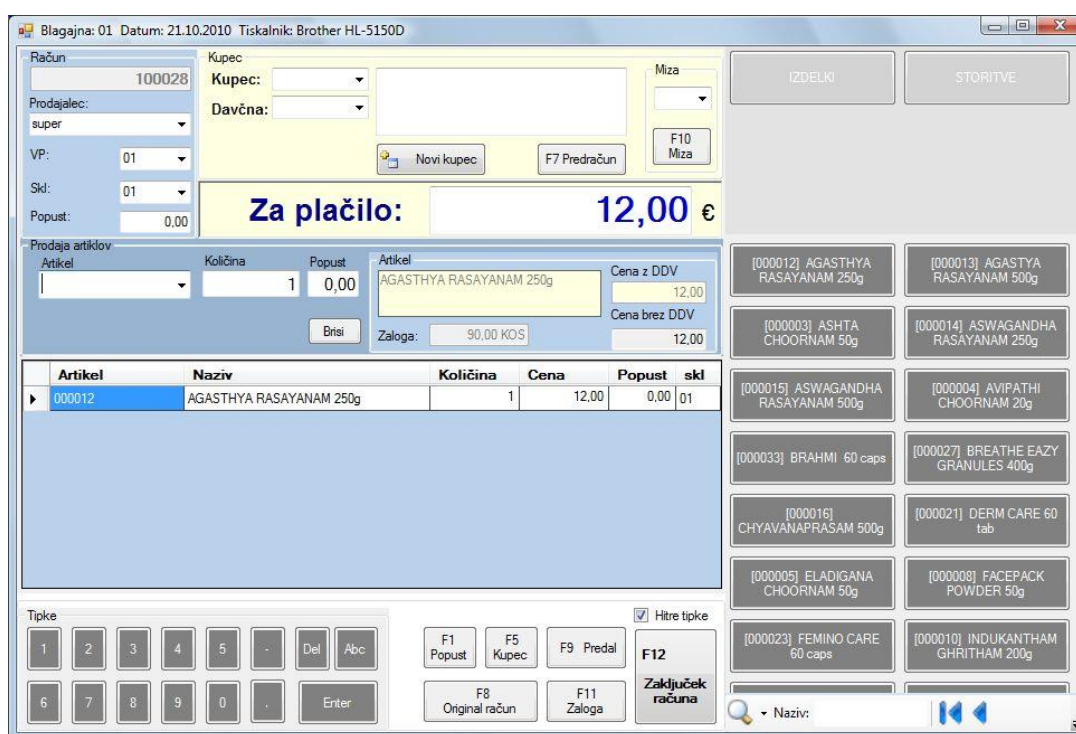 Blagajna: 01 Datum: 21.10.2010 Tiskalnik: Brother HL-5150D
Račun
100028
Prodajalec:
super
VP: 01
Skl: 01
Popust: 0,00
Kupec
Kupec:
Davčna:
Novi kupec
F7 Predračun
Miza
F10
Miza
Za plačilo: 12,00 €
Prodaja artiklov
Artikel
Količina
1
Popust
0,00
Brisi
Artikel
AGASTHYA RASAYANAM 250g
Zaloga: 90,00 KOS
Cena z DDV
12,00
Cena brez DDV
12,00
Artikel Naziv Količina Cena Popust skl
000012 AGASTHYA RASAYANAM 250g 1 12,00 0,00 01
Tipke
1 2 3 4 5 - Del Abc
6 7 8 9 0 . Enter
Hitre tipke
F1
Popust
F5
Kupec
F9 Predal
F8
Original račun
F11
Zaloga
F12
Zaključek
računa
IZDELKI
STORITVE
[000012] AGASTHYA
RASAYANAM 250g
[000013] AGASTYA
RASAYANAM 500g
[000003] ASHTA
CHOORNAM 50g
[000014] ASWAGANDHA
RASAYANAM 250g
[000015] ASWAGANDHA
RASAYANAM 500g
[000004] AVIPATHI
CHOORNAM 20g
[000033] BRAHMI 60 caps
[000027] BREATHE EAZY
GRANULES 400g
[000016]
CHYAVANAPRASAM 500g
[000021] DERM CARE 60
tab
[000005] ELADIGANA
CHOORNAM 50g
[000008] FACEPACK
POWDER 50g
[000023] FEMINO CARE
60 caps
[000010] INDUKANTHAM
GHRITHAM 200g
Naziv: